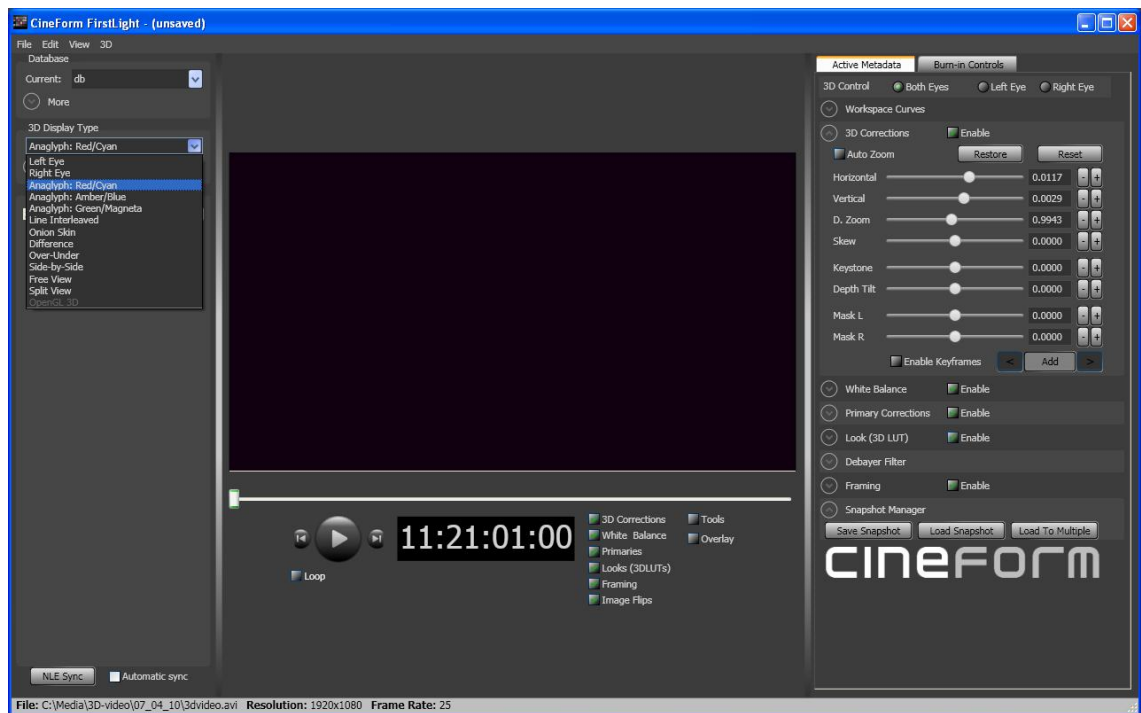 CineForm FirstLight - (unsaved)
File Edit View 3D
Database
Current: db
More
3D Display Type
Anaglyph: Red/Cyan
Left Eye
Right Eye
Anaglyph: Red/Cyan
Anaglyph: Amber/Blue
Anaglyph: Green/Magneta
Line Interleaved
Onion Skin
Difference
Over-Under
Side-by-Side
Free View
Split View
OpenGL 3D
NLE Sync Automatic sync
11:21:01:00
Loop
3D Corrections Tools
White Balance Overlay
Primaries
Looks (3DLUTs)
Framing
Image Flips
Active Metadata Burn-in Controls
3D Control Both Eyes Left Eye Right Eye
Workspace Curves
3D Corrections Enable
Auto Zoom Restore Reset
Horizontal 0.0117 - +
Vertical 0.0029 - +
D. Zoom 0.9943 - +
Skew 0.0000 - +
Keystone 0.0000 - +
Depth Tilt 0.0000 - +
Mask L 0.0000 - +
Mask R 0.0000 - +
Enable Keyframes < Add >
White Balance Enable
Primary Corrections Enable
Look (3D LUT) Enable
Debayer Filter
Framing Enable
Snapshot Manager
Save Snapshot Load Snapshot Load To Multiple
CINEFORM
File: C:\Media\3D-video\07_04_10\3dvideo.avi Resolution: 1920x1080 Frame Rate: 25